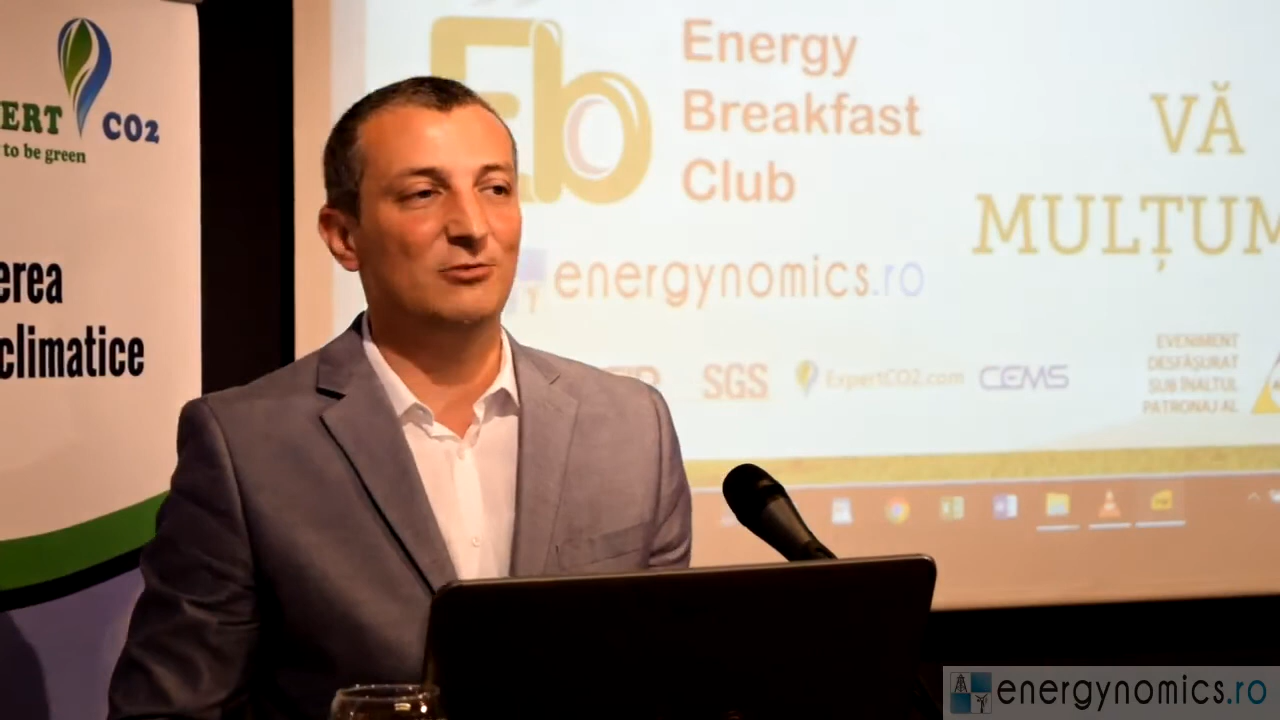 ERT
CO2
to be green
erea
climatice
Eb
Energy
Breakfast
Club
energynomics.ro
VĂ
MULȚUM
SGS
ExpertCO2.com
CEMS
EVENIMENT
DESFĂȘURAT
SUB ÎNALTUL
PATRONAJ AL
energynomics.ro